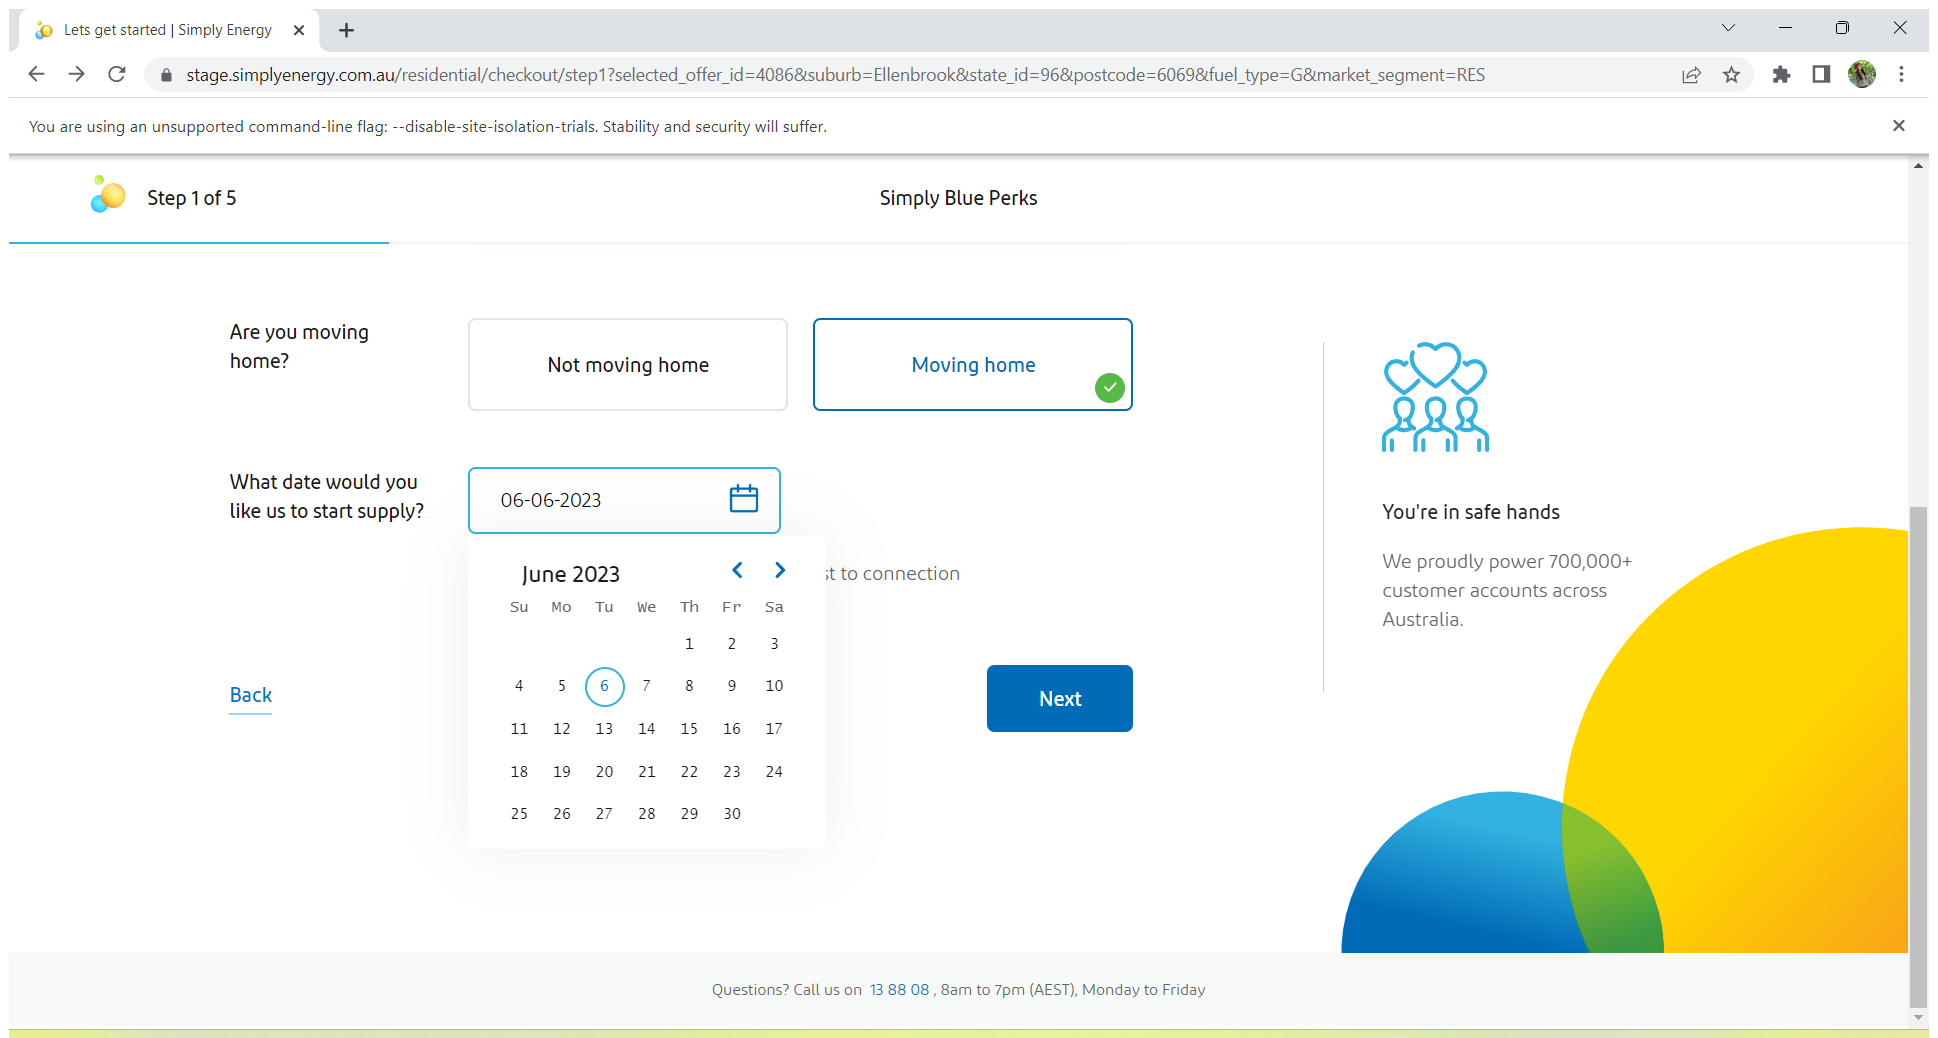 Lets get started | Simply Energy
stage.simplyenergy.com.au/residential/checkout/step1?selected_offer_id=4086&suburb=Ellenbrook&state_id=96&postcode=6069&fuel_type=G&market_segment=RES
You are using an unsupported command-line flag: --disable-site-isolation-trials. Stability and security will suffer.
Step 1 of 5
Simply Blue Perks
Are you moving
home?
Not moving home
Moving home
What date would you
like us to start supply?
06-06-2023
June 2023
Su Mo Tu We Th Fr Sa
1 2 3
4 5 6 7 8 9 10
11 12 13 14 15 16 17
18 19 20 21 22 23 24
25 26 27 28 29 30
to connection
Back
Next
You're in safe hands
We proudly power 700,000+
customer accounts across
Australia.
Questions? Call us on 13 88 08 , 8am to 7pm (AEST), Monday to Friday